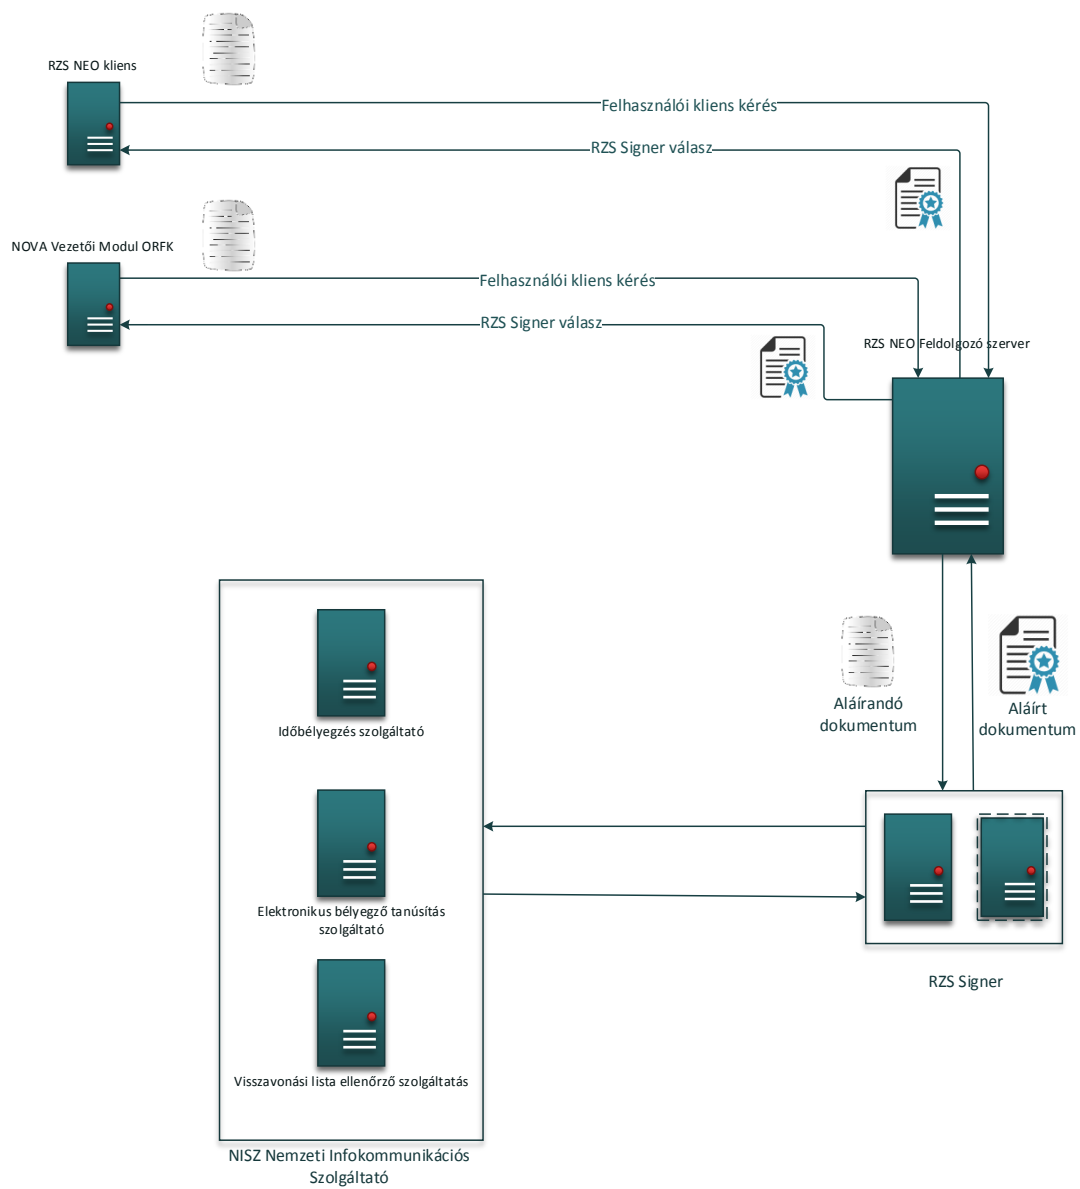 RZS NEO kliens
Felhasználói kliens kérés
RZS Signer válasz
NOVA Vezetői Modul ORFK
Felhasználói kliens kérés
RZS Signer válasz
RZS NEO Feldolgozó szerver
Aláírandó
dokumentum
Aláírt
dokumentum
Időbélyegzés szolgáltató
Elektronikus bélyegző tanúsítás
szolgáltató
Visszavonási lista ellenőrző szolgáltatás
RZS Signer
NISZ Nemzeti Infokommunikációs
Szolgáltató